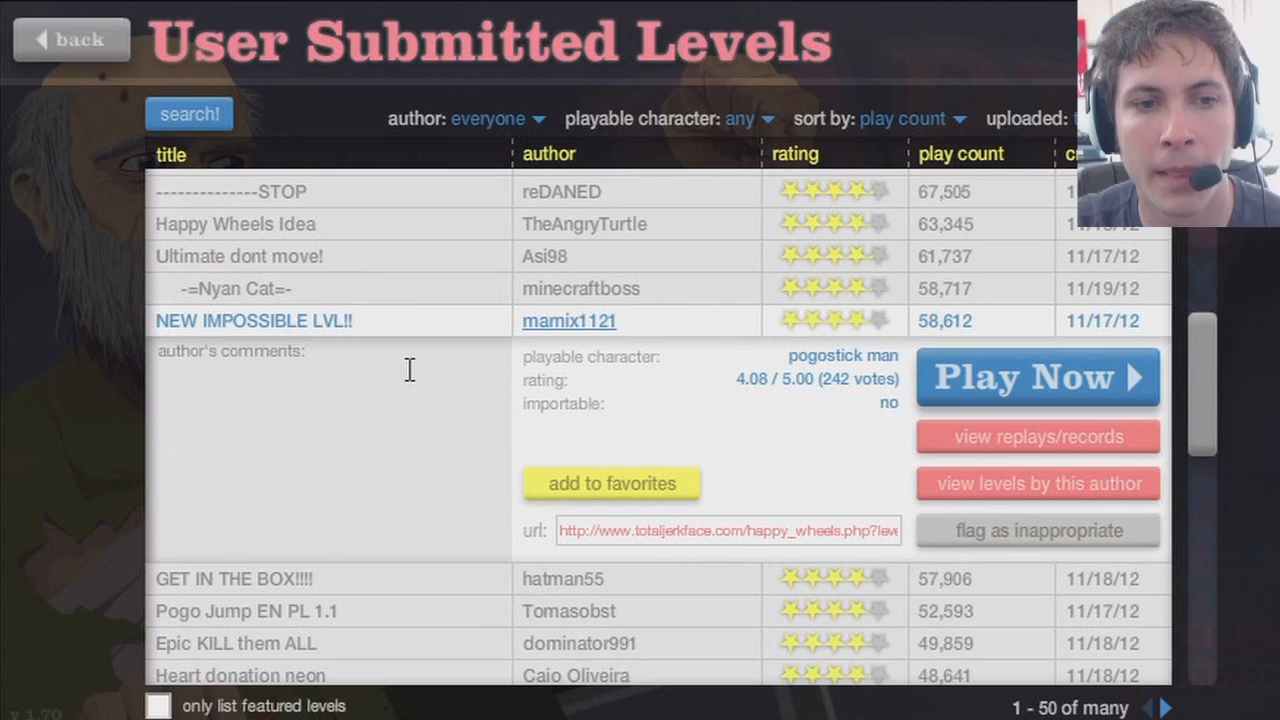 back
User Submitted Levels
search!
author: everyone playable character: any sort by: play count uploaded:
title author rating play count
--------------STOP reDANED 67,505
Happy Wheels Idea TheAngryTurtle 63,345
Ultimate dont move! Asi98 61,737 11/17/12
-=Nyan Cat=- minecraftboss 58,717 11/19/12
NEW IMPOSSIBLE LVL!! mamix1121 58,612 11/17/12
author's comments:
playable character: pogostick man
rating: 4.08 / 5.00 (242 votes)
importable: no
Play Now
view replays/records
add to favorites
view levels by this author
url: http://www.totaljerkface.com/happy_wheels.php?leve
flag as inappropriate
GET IN THE BOX!!!! hatman55 57,906 11/18/12
Pogo Jump EN PL 1.1 Tomasobst 52,593 11/17/12
Epic KILL them ALL dominator991 49,859 11/18/12
Heart donation neon Caio Oliveira 48,641 11/18/12
v 1.70
only list featured levels
1 - 50 of many